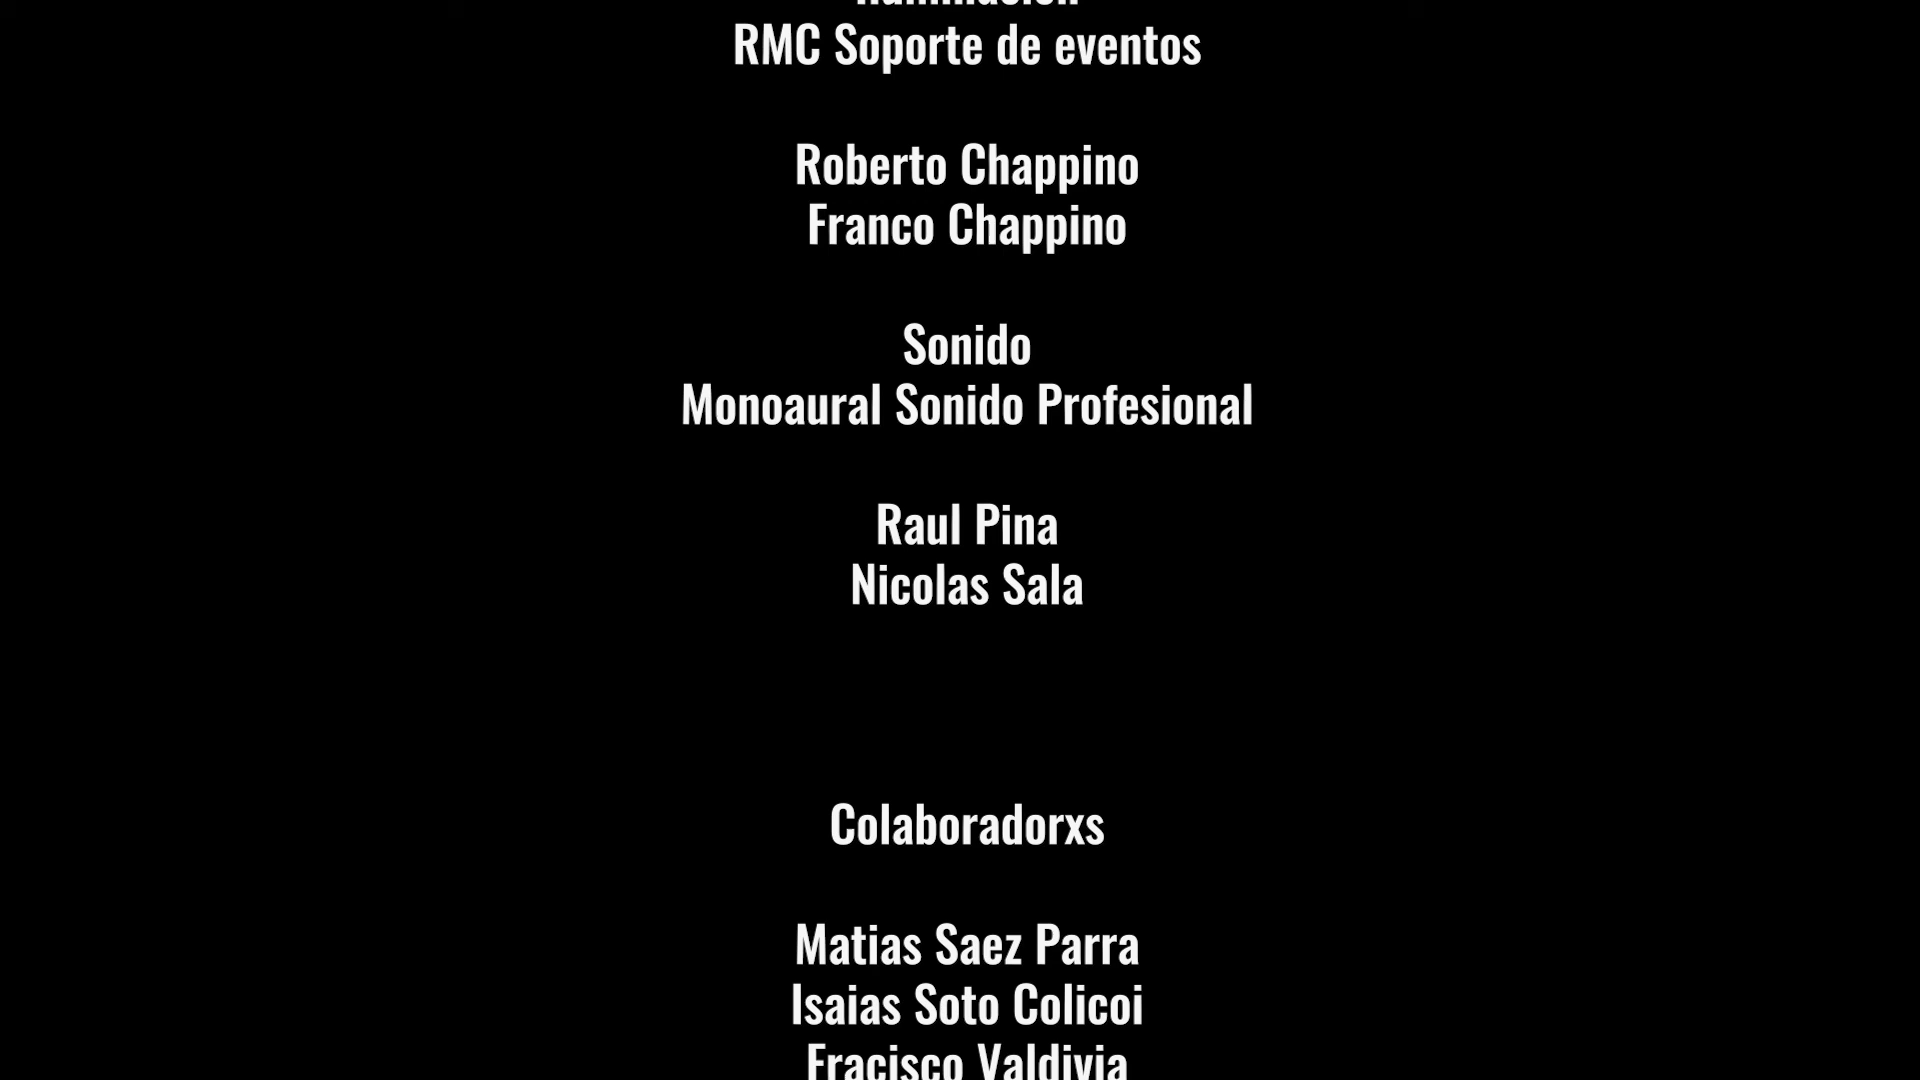 Iluminación
RMC Soporte de eventos
Roberto Chappino
Franco Chappino
Sonido
Monoaural Sonido Profesional
Raul Pina
Nicolas Sala
Colaboradorxs
Matias Saez Parra
Isaias Soto Colicoi
Fracisco Valdivia